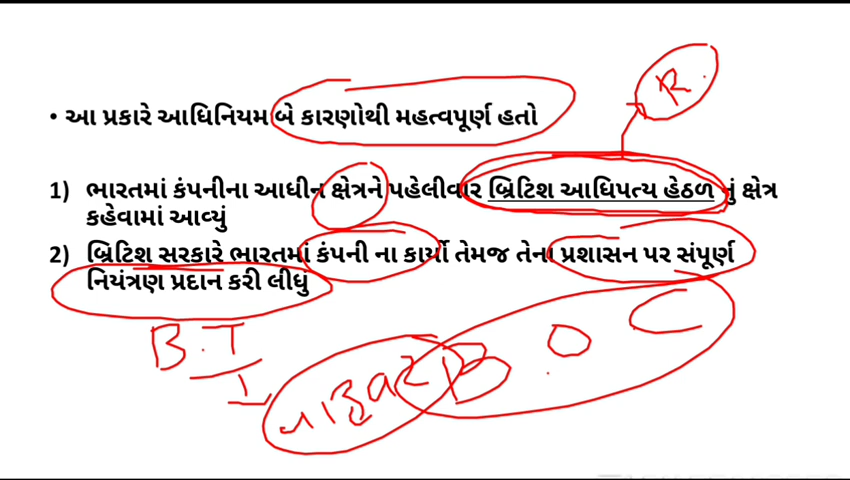 R.
• આ પ્રકારે આધિનિયમ બે કારણોથી મહત્વપૂર્ણ હતો
1) ભારતમાં કંપનીના આધીન ક્ષેત્રને પહેલીવાર બ્રિટિશ આધિપત્ય હેઠળ નું ક્ષેત્ર
કહેવામાં આવ્યું
2) બ્રિટિશ સરકારે ભારતમાં કંપની ના કાર્યો તેમજ તેના પ્રશાસન પર સંપૂર્ણ
નિયંત્રણ પ્રદાન કરી લીધું
B.T
B O C